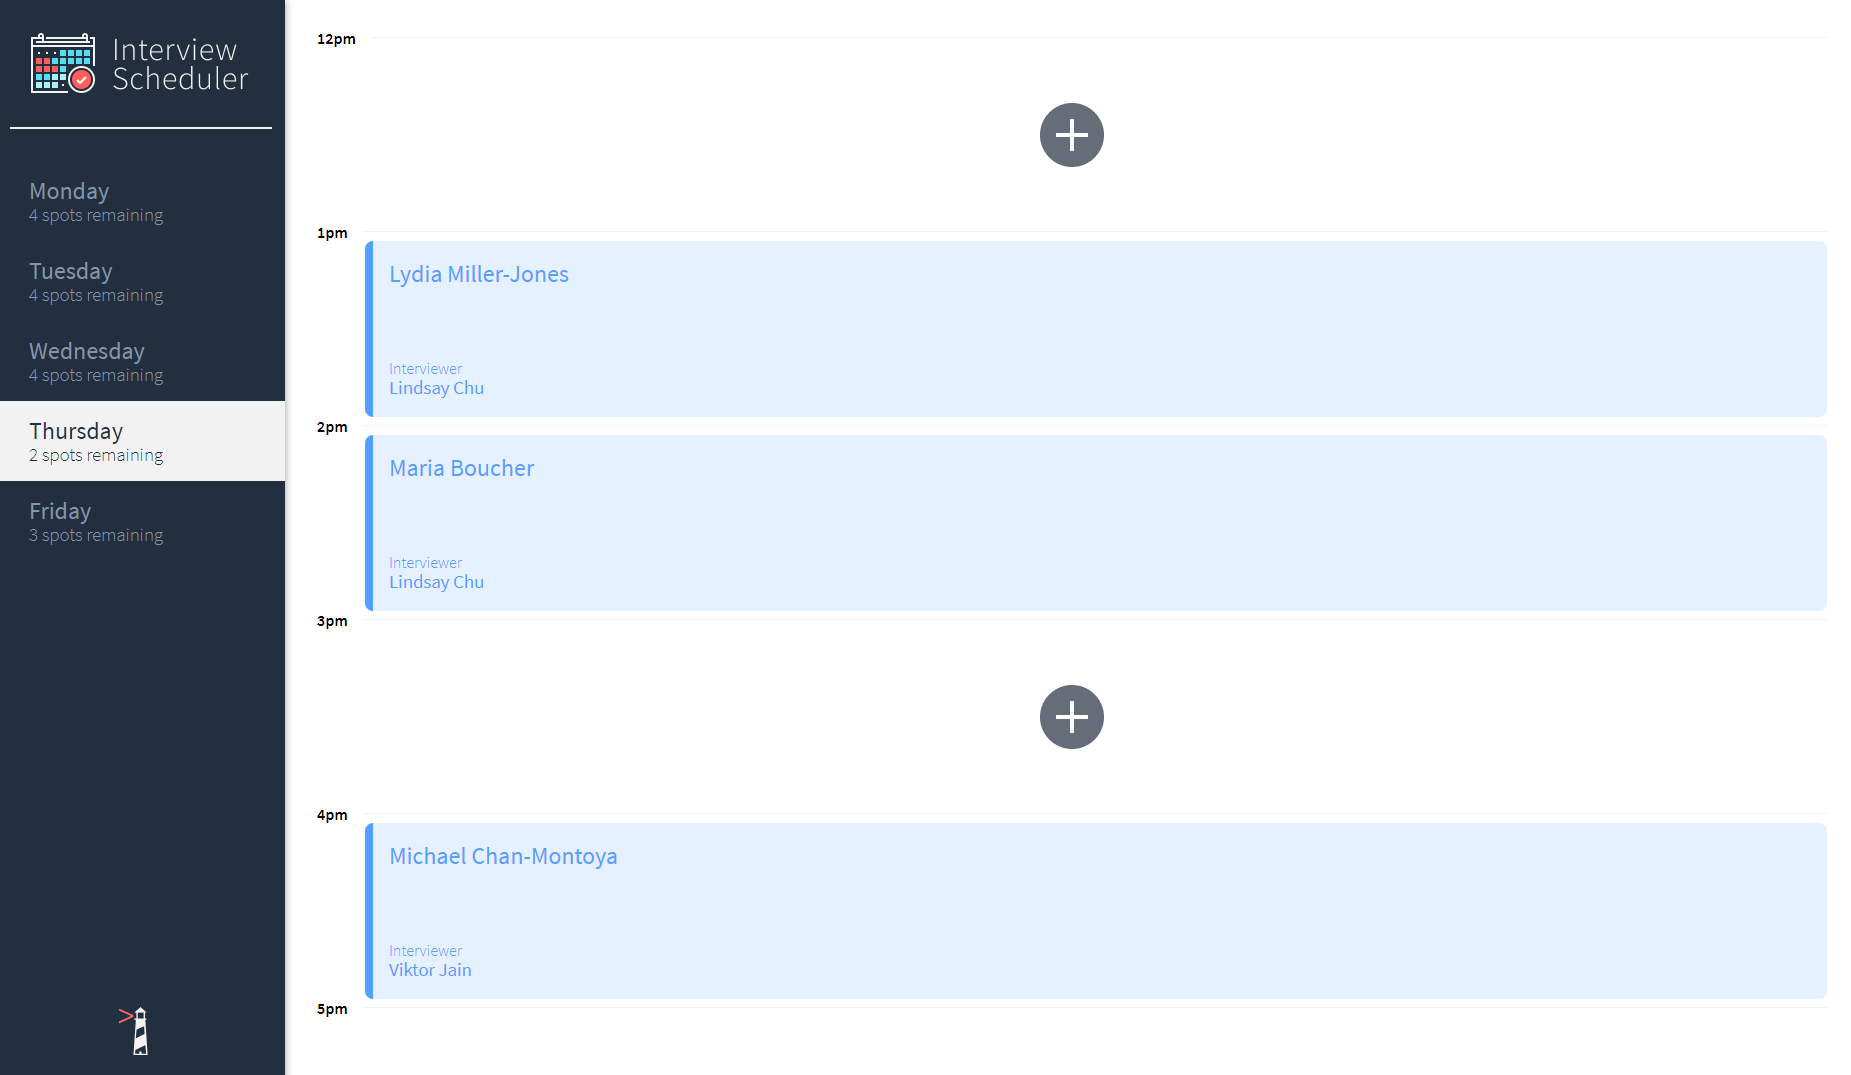 Interview
Scheduler
Monday
4 spots remaining
Tuesday
4 spots remaining
Wednesday
4 spots remaining
Thursday
2 spots remaining
Friday
3 spots remaining
12pm
1pm
Lydia Miller-Jones
Interviewer
Lindsay Chu
2pm
Maria Boucher
Interviewer
Lindsay Chu
3pm
4pm
Michael Chan-Montoya
Interviewer
Viktor Jain
5pm